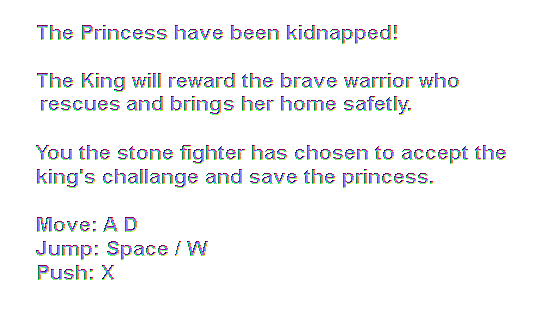 The Princess have been kidnapped!
The King will reward the brave warrior who
rescues and brings her home safetly.
You the stone fighter has chosen to accept the
king's challange and save the princess.
Move: A D
Jump: Space / W
Push: X